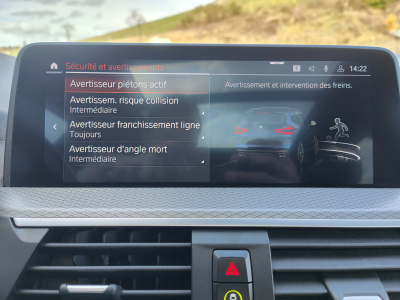 Sécurité et avertissements
14:22
Avertisseur piétons actif
Avertissement et intervention des freins.
Avertissem. risque collision
Intermédiaire
Avertisseur franchissement ligne
Toujours
Avertisseur d'angle mort
Intermédiaire